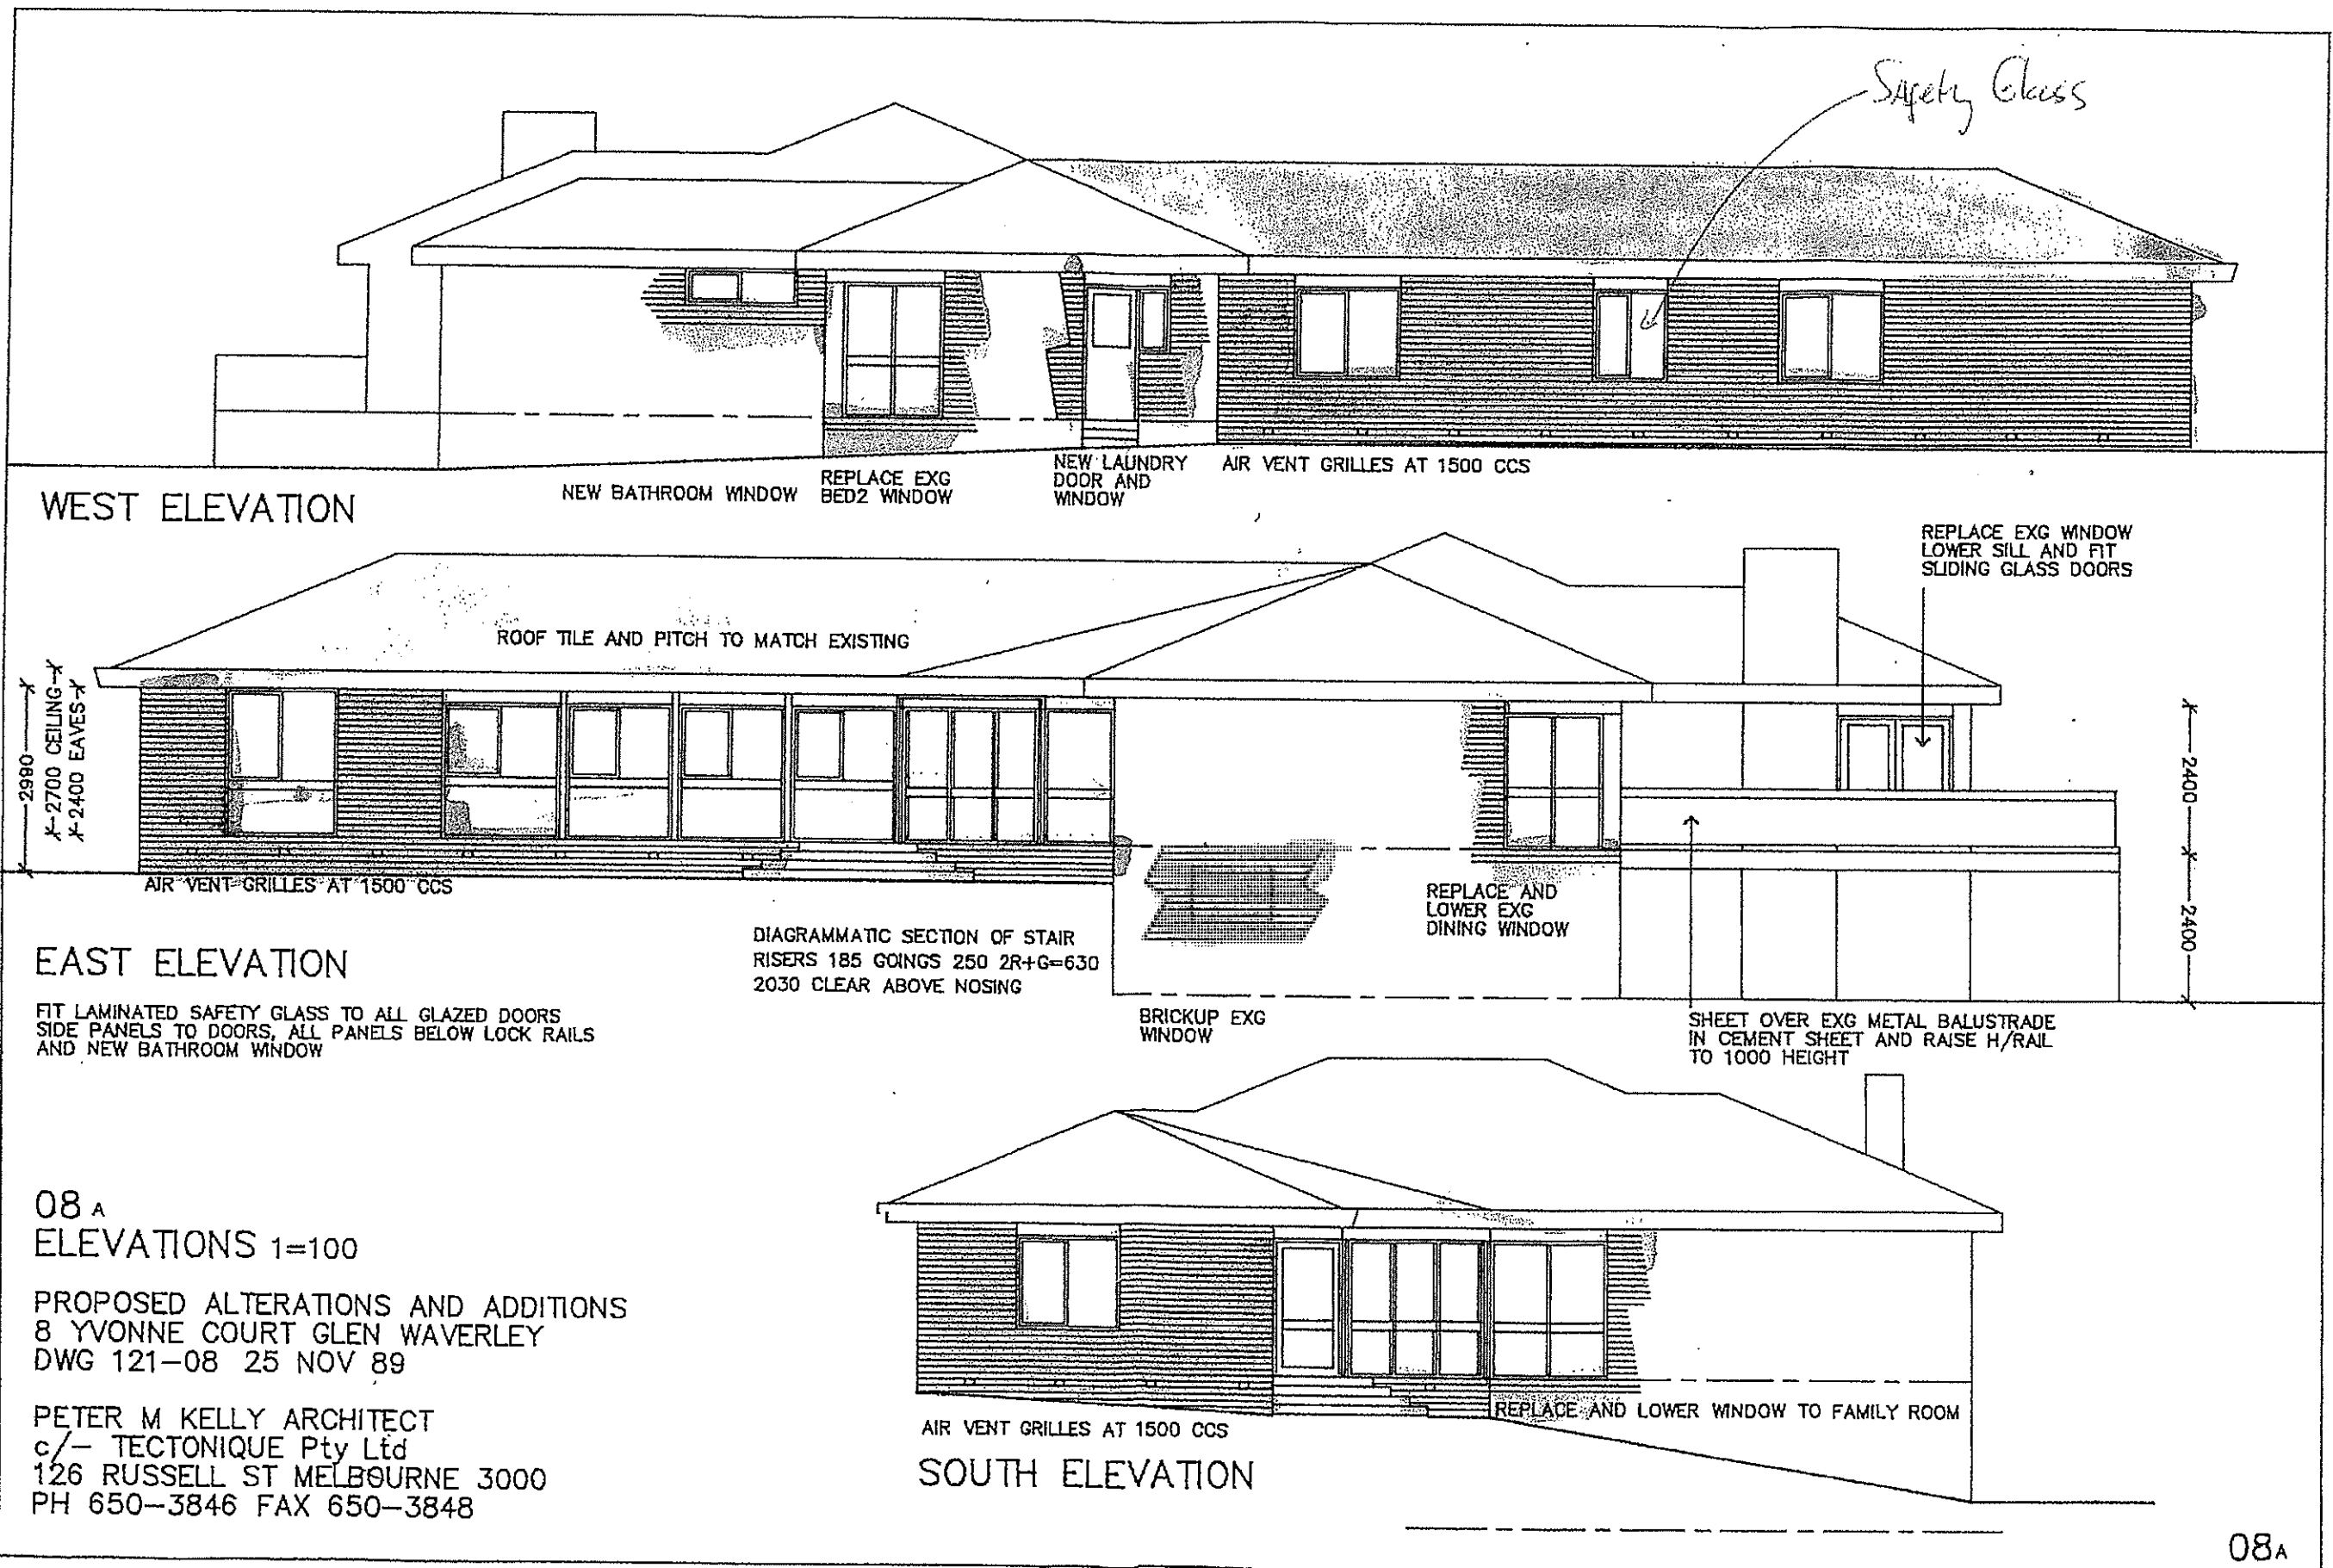 Safety Glass
NEW BATHROOM WINDOW
REPLACE EXG
BED2 WINDOW
NEW LAUNDRY
DOOR AND
WINDOW
AIR VENT GRILLES AT 1500 CCS
WEST ELEVATION
REPLACE EXG WINDOW
LOWER SILL AND FIT
SLIDING GLASS DOORS
ROOF TILE AND PITCH TO MATCH EXISTING
2990
2700 CEILING
2400 EAVES
2400
2400
AIR VENT GRILLES AT 1500 CCS
REPLACE AND
LOWER EXG
DINING WINDOW
DIAGRAMMATIC SECTION OF STAIR
RISERS 185 GOINGS 250 2R+G=630
2030 CLEAR ABOVE NOSING
EAST ELEVATION
FIT LAMINATED SAFETY GLASS TO ALL GLAZED DOORS
SIDE PANELS TO DOORS, ALL PANELS BELOW LOCK RAILS
AND NEW BATHROOM WINDOW
BRICKUP EXG
WINDOW
SHEET OVER EXG METAL BALUSTRADE
IN CEMENT SHEET AND RAISE H/RAIL
TO 1000 HEIGHT
08 A
ELEVATIONS 1=100
PROPOSED ALTERATIONS AND ADDITIONS
8 YVONNE COURT GLEN WAVERLEY
DWG 121-08 25 NOV 89
PETER M KELLY ARCHITECT
c/- TECTONIQUE Pty Ltd
126 RUSSELL ST MELBOURNE 3000
PH 650-3846 FAX 650-3848
REPLACE AND LOWER WINDOW TO FAMILY ROOM
AIR VENT GRILLES AT 1500 CCS
SOUTH ELEVATION
08A